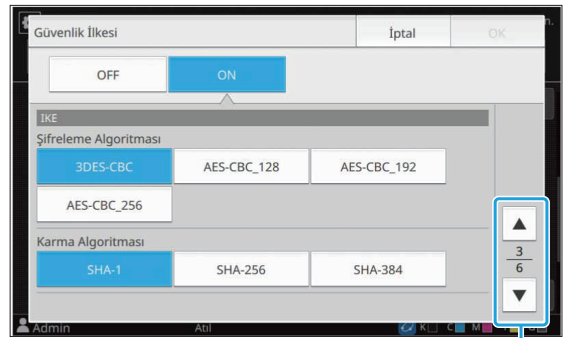 Güvenlik İlkesi İptal OK
OFF ON
IKE
Şifreleme Algoritması
3DES-CBC AES-CBC_128 AES-CBC_192
AES-CBC_256
Karma Algoritması
SHA-1 SHA-256 SHA-384
3
6
Admin Atıl K C M